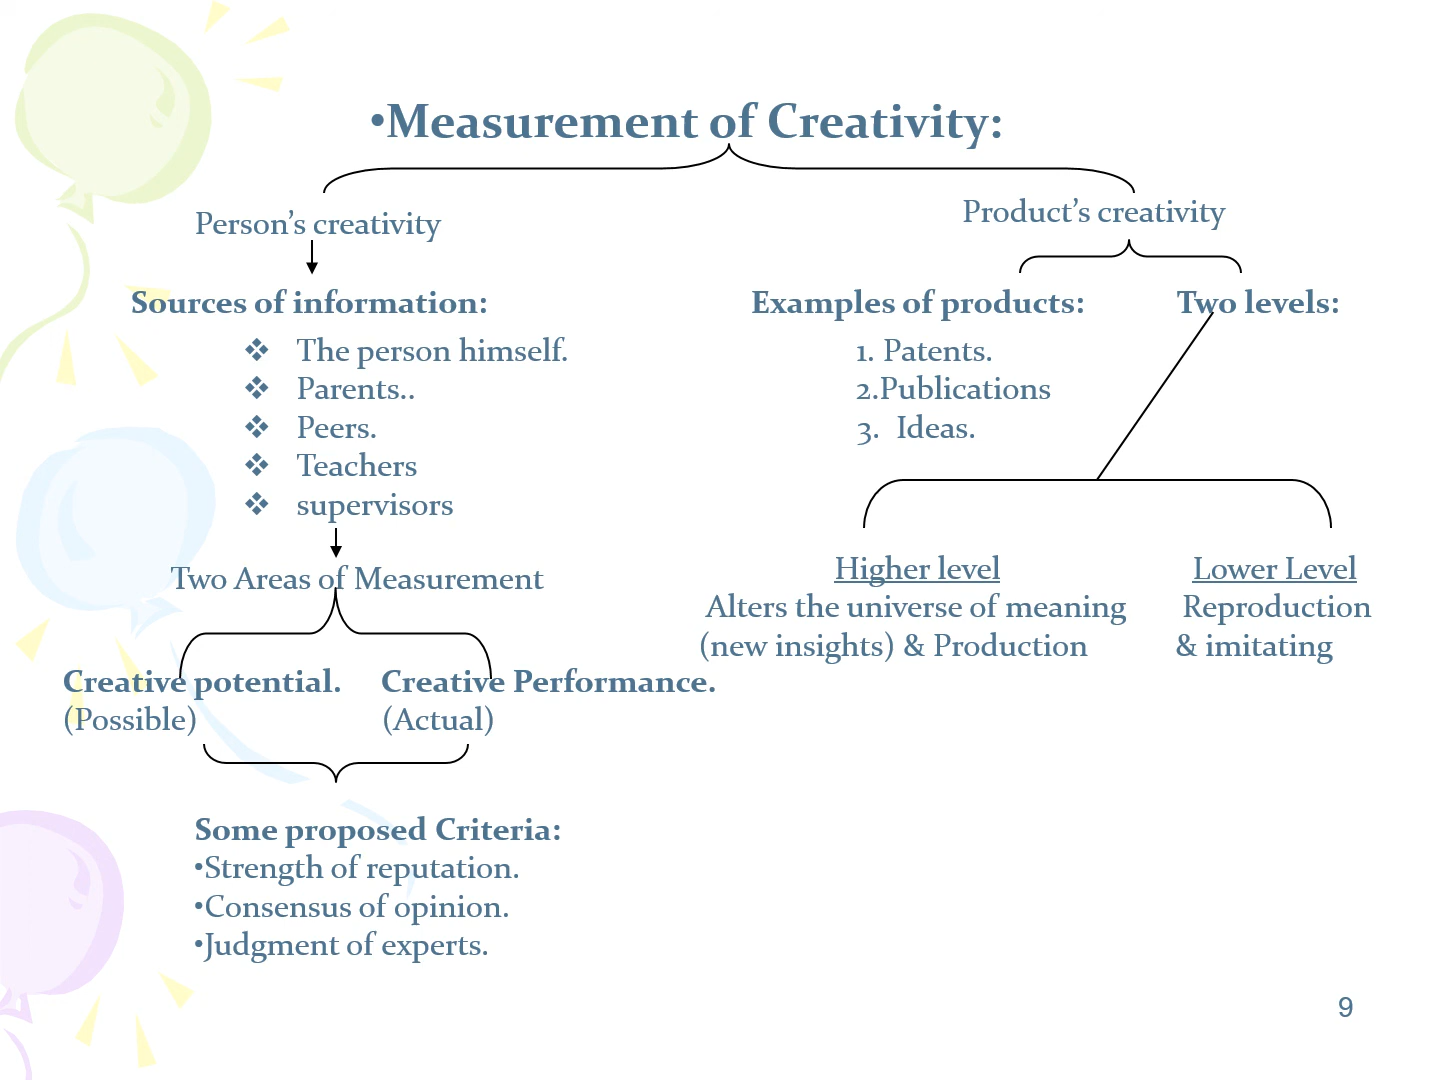 •Measurement of Creativity:
Person’s creativity
Sources of information:
❖ The person himself.
❖ Parents..
❖ Peers.
❖ Teachers
❖ supervisors
Two Areas of Measurement
Creative potential.
(Possible)
Creative Performance.
(Actual)
Some proposed Criteria:
•Strength of reputation.
•Consensus of opinion.
•Judgment of experts.
Product’s creativity
Examples of products:
1. Patents.
2.Publications
3. Ideas.
Two levels:
Higher level
Alters the universe of meaning
(new insights) & Production
Lower Level
Reproduction
& imitating
9